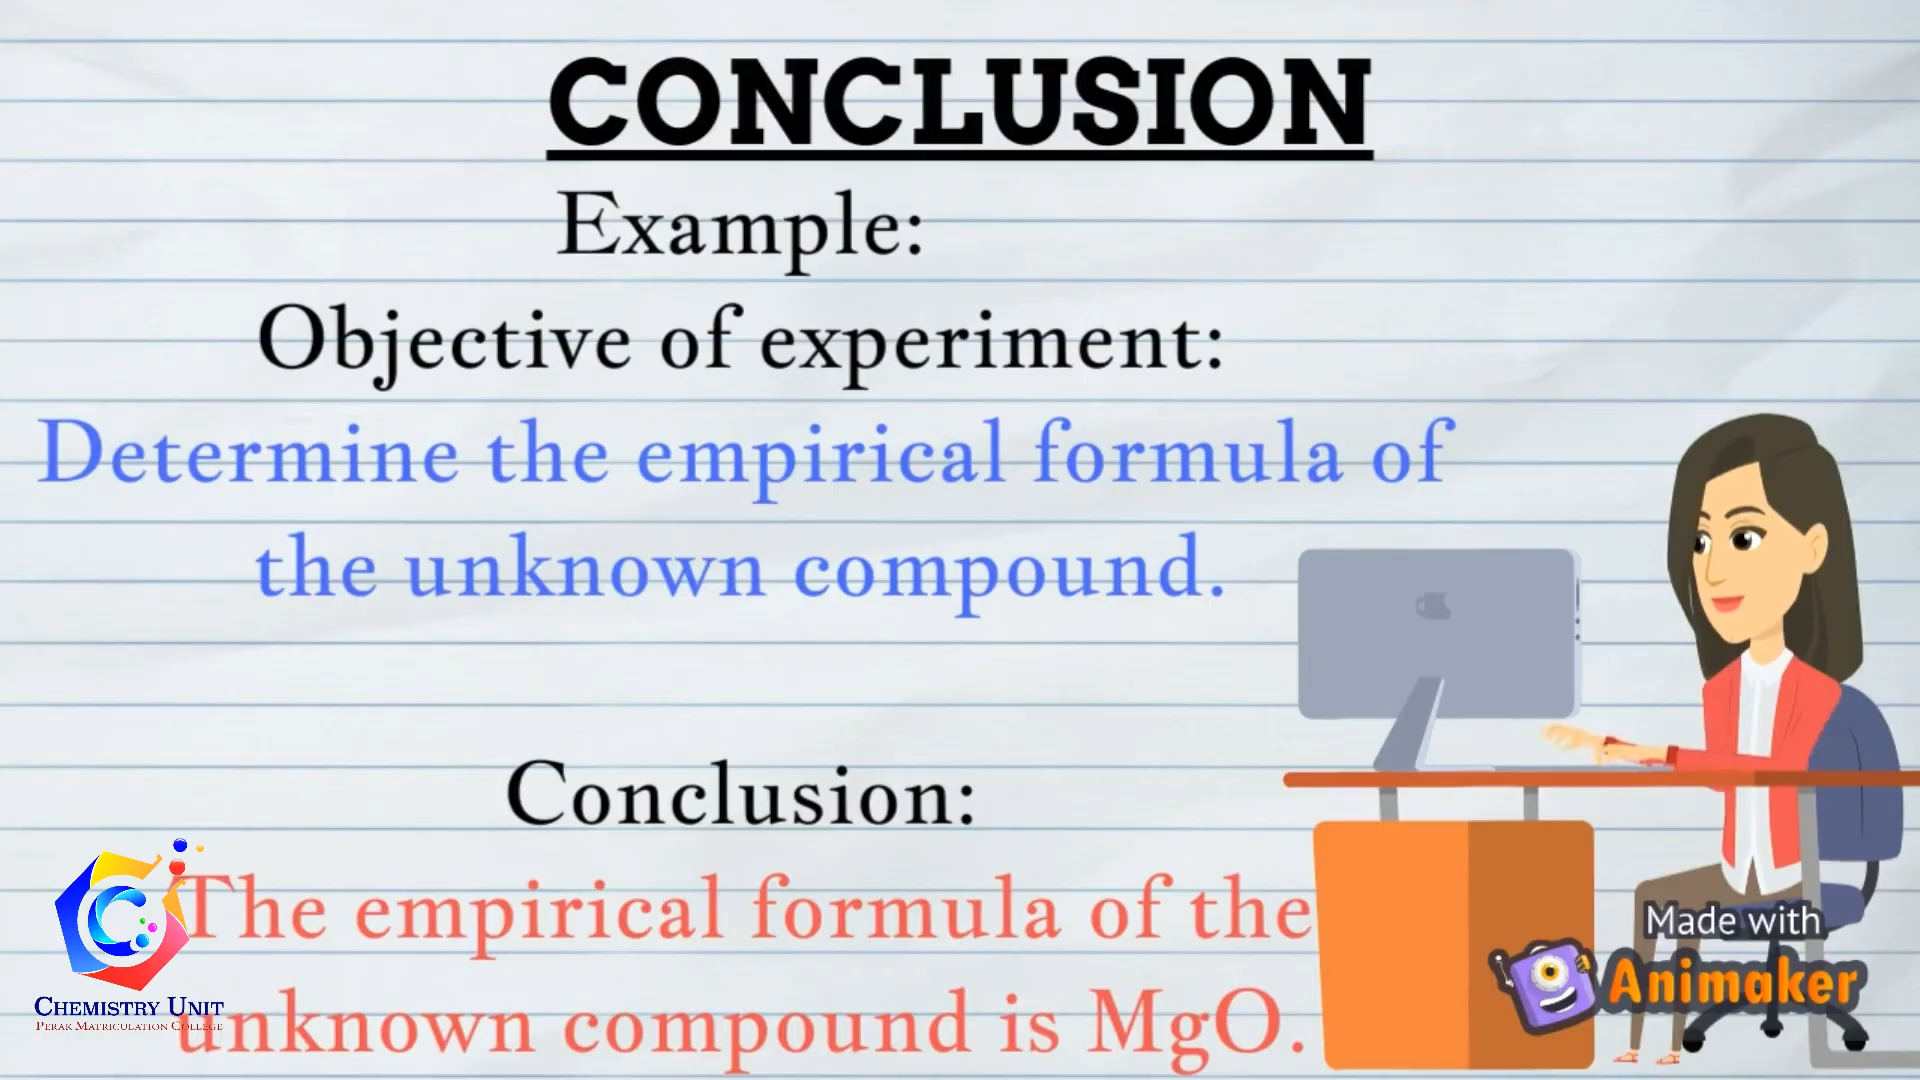 CONCLUSION
Example:
Objective of experiment:
Determine the empirical formula of
the unknown compound.
Conclusion:
The empirical formula of the
unknown compound is MgO.
CHEMISTRY UNIT
PERAK MATRICULATION COLLEGE
Made with
Animaker